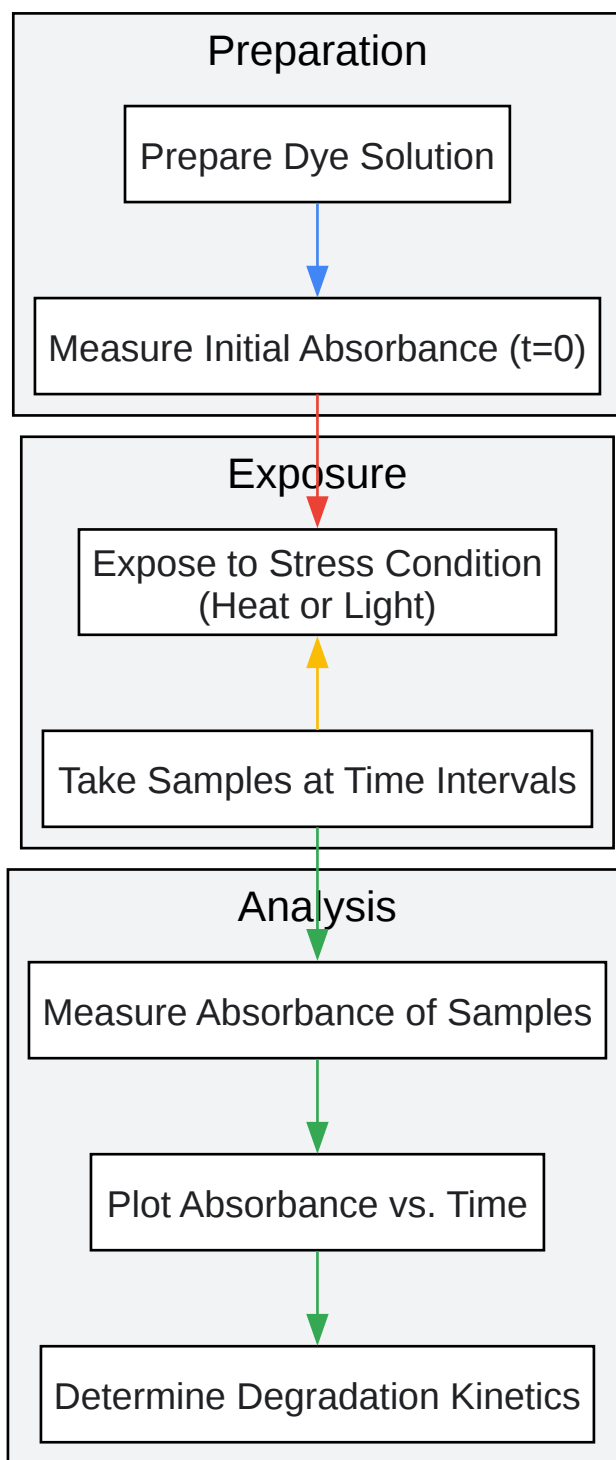 Preparation
Prepare Dye Solution
Measure Initial Absorbance (t=0)
Exposure
Expose to Stress Condition
(Heat or Light)
Take Samples at Time Intervals
Analysis
Measure Absorbance of Samples
Plot Absorbance vs. Time
Determine Degradation Kinetics